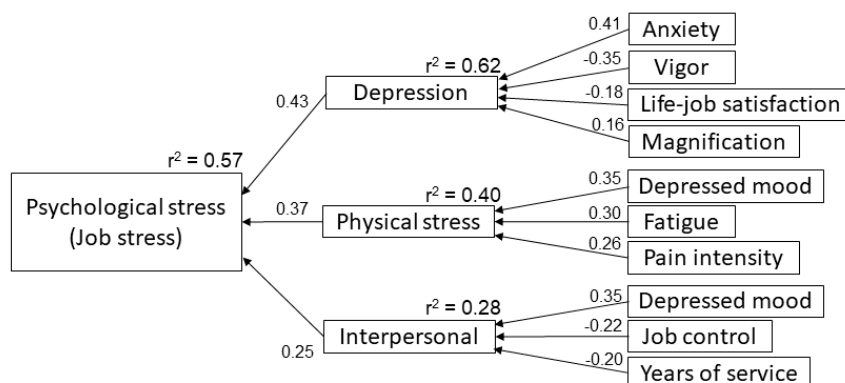 0.41
Anxiety
r² = 0.62
-0.35
Vigor
Depression
-0.18
Life-job satisfaction
0.43
0.16
Magnification
r² = 0.57
r² = 0.40
0.35
Depressed mood
Psychological stress
(Job stress)
0.37
Physical stress
0.30
Fatigue
0.26
Pain intensity
r² = 0.28
0.35
Depressed mood
0.25
Interpersonal
-0.22
Job control
-0.20
Years of service